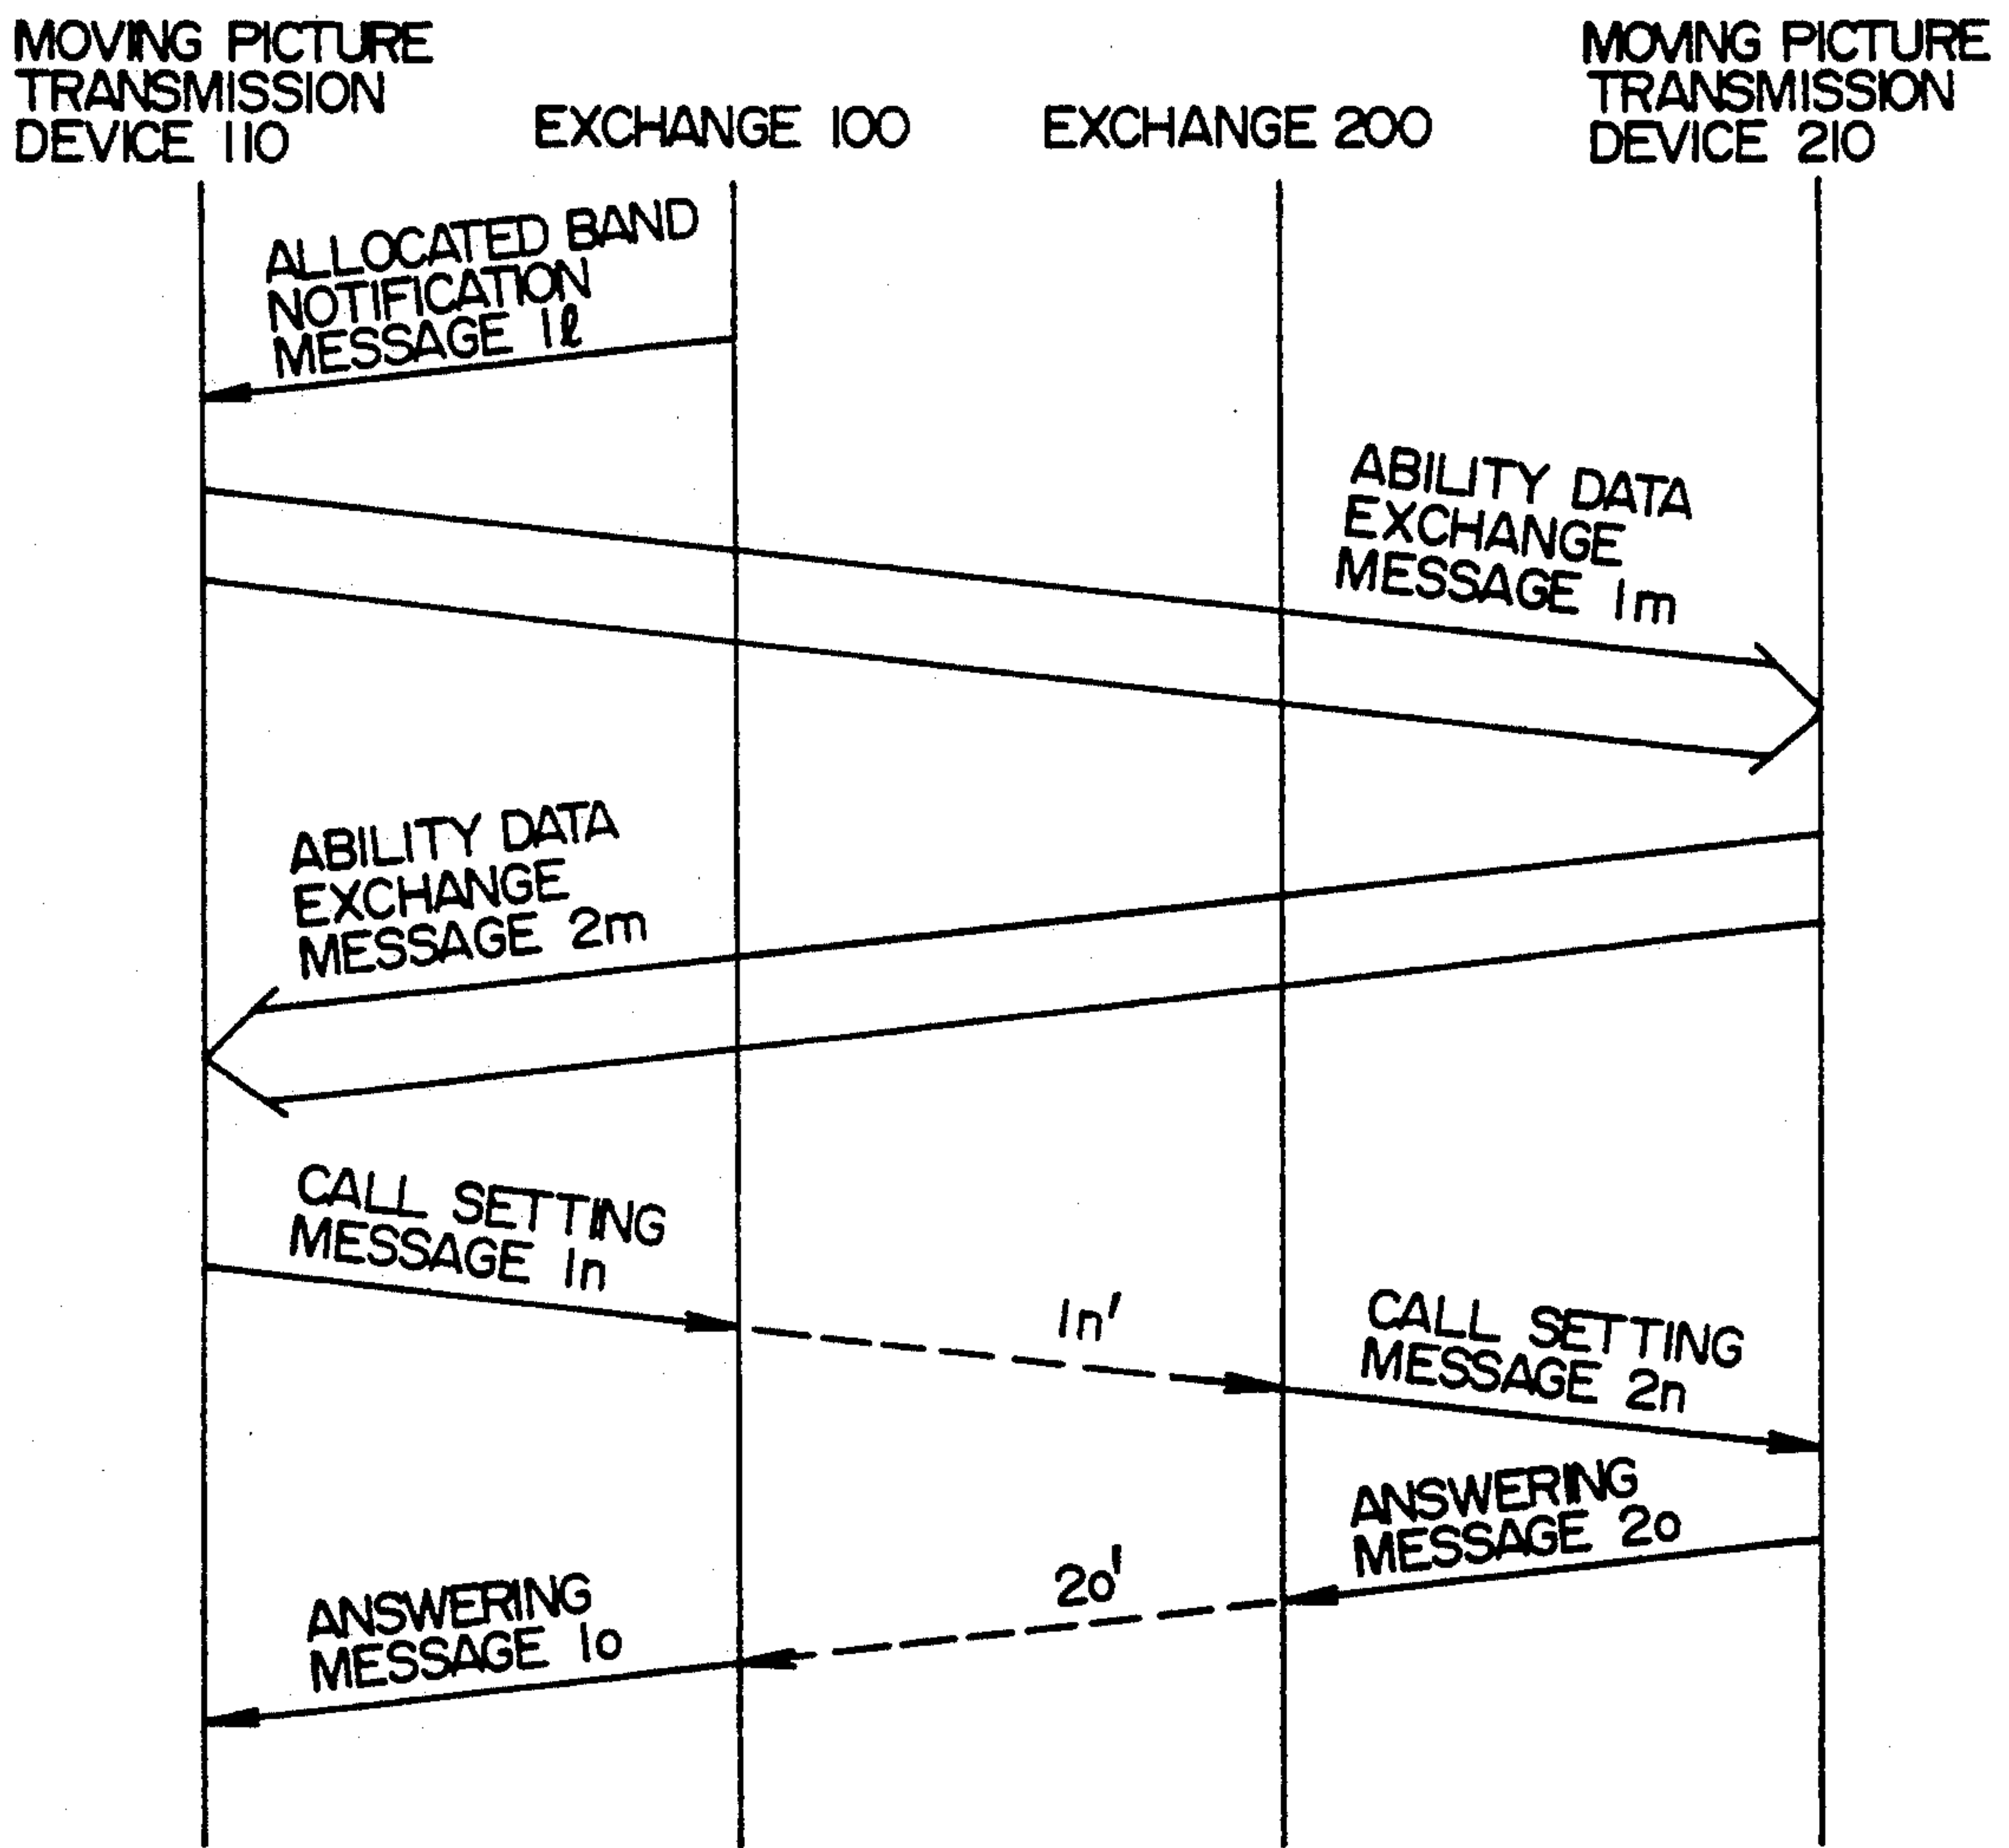 MOVING PICTURE
TRANSMISSION
DEVICE 110
EXCHANGE 100
EXCHANGE 200
MOVING PICTURE
TRANSMISSION
DEVICE 210
ALLOCATED BAND
NOTIFICATION
MESSAGE 1ℓ
ABILITY DATA
EXCHANGE
MESSAGE 1m
ABILITY DATA
EXCHANGE
MESSAGE 2m
CALL SETTING
MESSAGE 1n
1n'
CALL SETTING
MESSAGE 2n
ANSWERING
MESSAGE 2o
2o'
ANSWERING
MESSAGE 1o